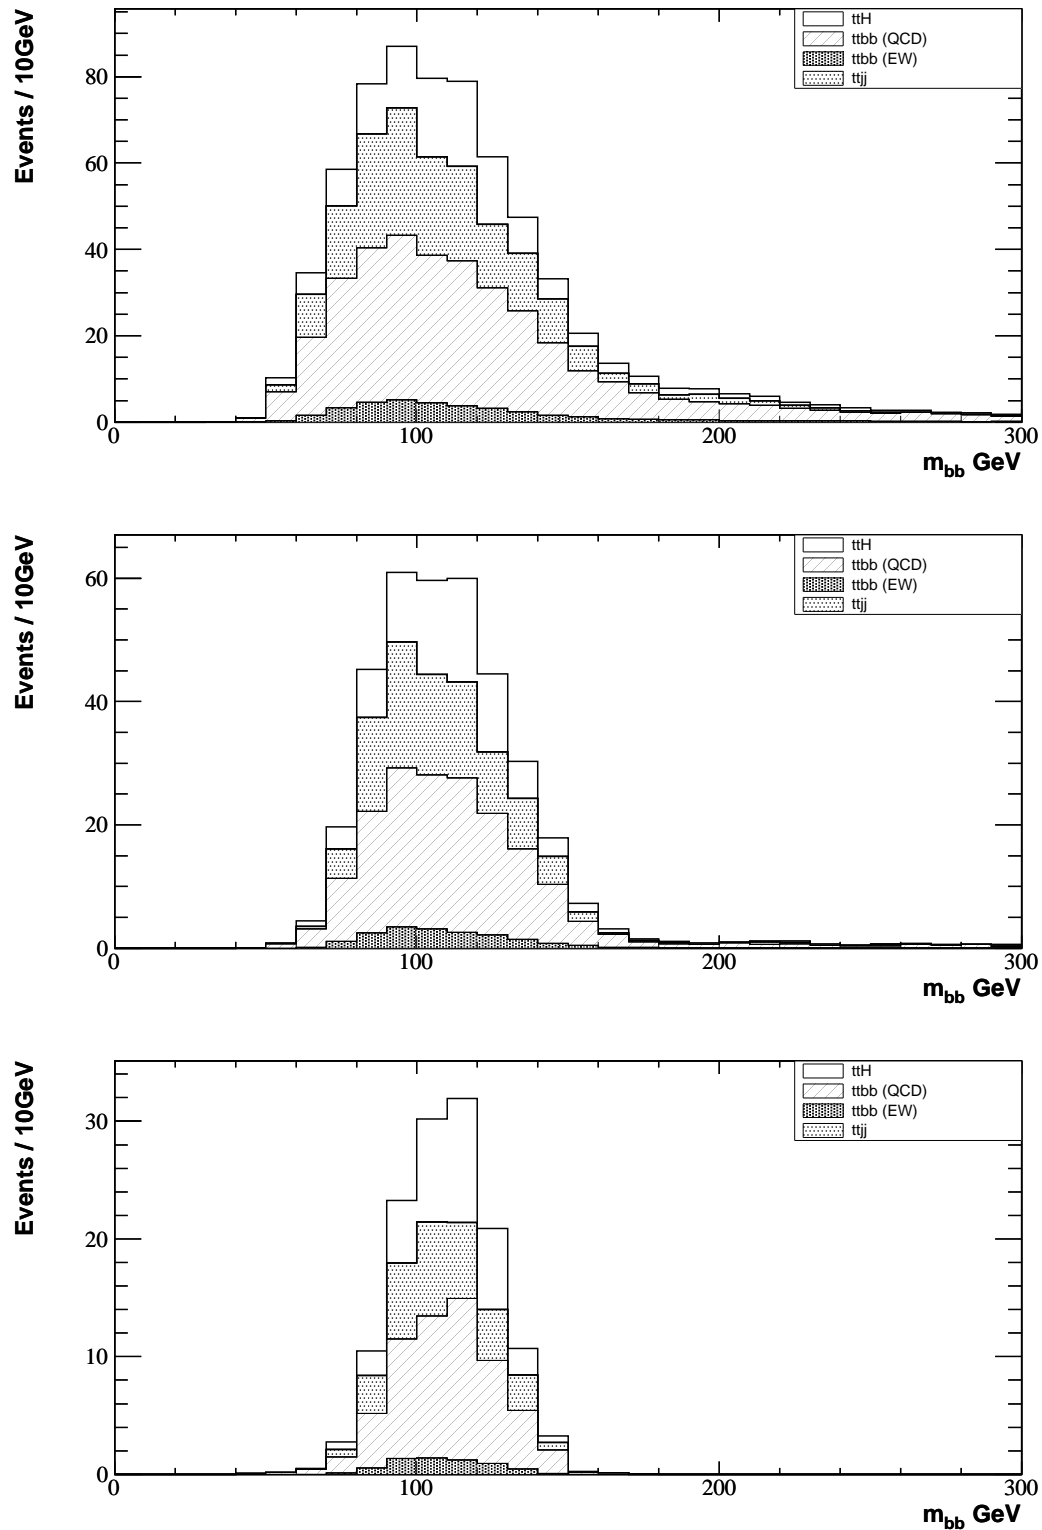 Events / 10GeV
ttH
ttbb (QCD)
ttbb (EW)
ttjj
80
60
40
20
0
0 100 200 300
m_bb GeV
Events / 10GeV
ttH
ttbb (QCD)
ttbb (EW)
ttjj
60
40
20
0
0 100 200 300
m_bb GeV
Events / 10GeV
ttH
ttbb (QCD)
ttbb (EW)
ttjj
30
20
10
0
0 100 200 300
m_bb GeV